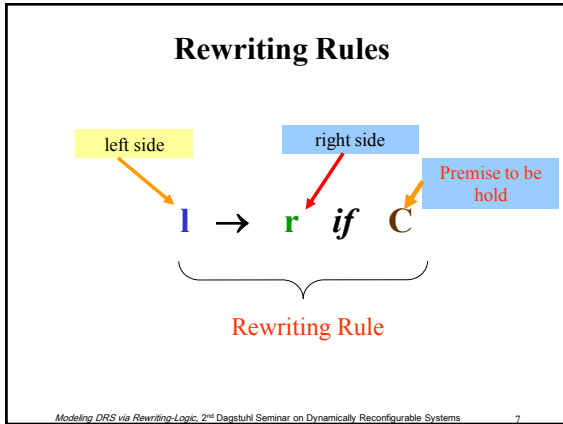 Rewriting Rules
left side
right side
Premise to be
hold
l → r if C
Rewriting Rule
Modeling DRS via Rewriting-Logic, 2nd Dagstuhl Seminar on Dynamically Reconfigurable Systems 7